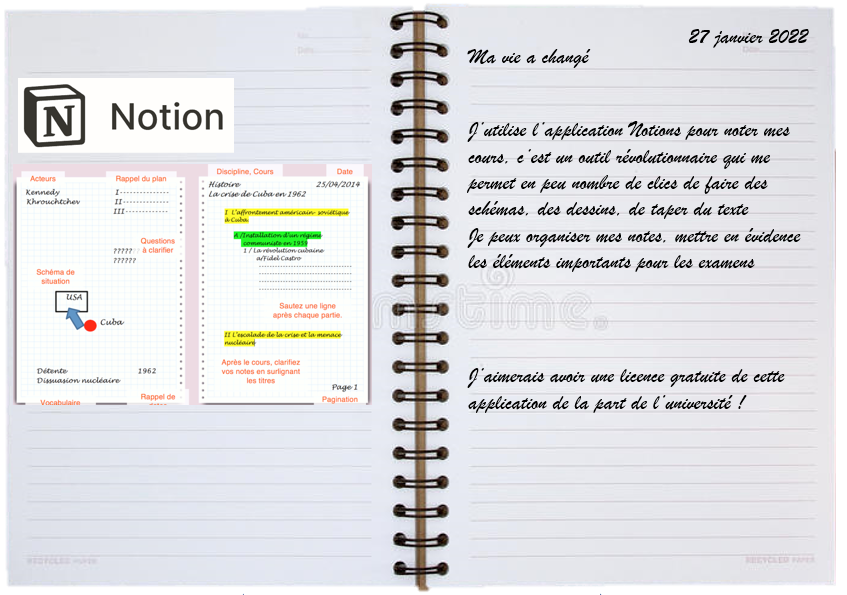 Notion
Acteurs
Rappel du plan
Kennedy
Khrouchtchev
I--------------
II-------------
III------------
Questions
à clarifier
?????
??????
Schéma de
situation
USA
Cuba
Détente 1962
Dissuasion nucléaire
Vocabulaire
Rappel de
dates
Discipline, Cours
Date
Histoire 25/04/2014
La crise de Cuba en 1962
I L'affrontement américain- soviétique
à Cuba
A /Installation d'un régime
communiste en 1959
1 / La révolution cubaine
a/Fidel Castro
Sautez une ligne
après chaque partie.
II L'escalade de la crise et la menace
nucléaire
Après le cours, clarifiez
vos notes en surlignant
les titres
Page 1
Pagination
RECYCLED PAPER
27 janvier 2022
Date
Ma vie a changé
J'utilise l'application Notions pour noter mes
cours, c'est un outil révolutionnaire qui me
permet en peu nombre de clics de faire des
schémas, des dessins, de taper du texte
Je peux organiser mes notes, mettre en évidence
les éléments importants pour les examens
J'aimerais avoir une licence gratuite de cette
application de la part de l'université !
RECYCLED PAPER